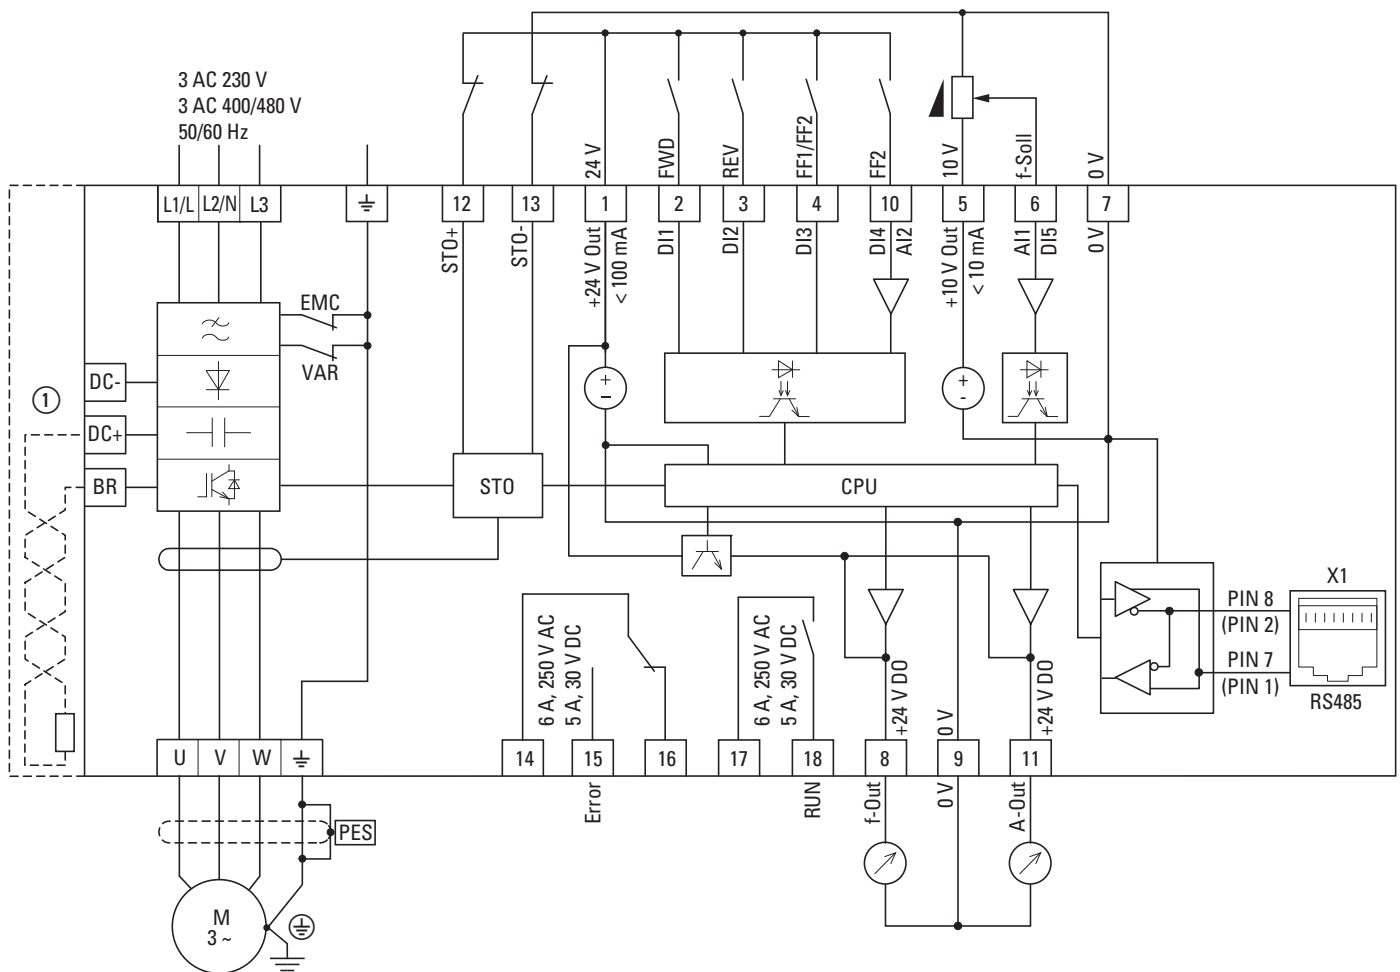 3 AC 230 V
3 AC 400/480 V
50/60 Hz
24 V
FWD
REV
FF1/FF2
FF2
10 V
f-Soll
0 V
L1/L
L2/N
L3
12
13
1
2
3
4
10
5
6
7
STO+
STO-
+24 V Out
< 100 mA
DI1
DI2
DI3
DI4
AI2
+10 V Out
< 10 mA
AI1
DI5
0 V
EMC
VAR
+
−
+
-
1
DC-
DC+
BR
STO
CPU
X1
PIN 8
(PIN 2)
PIN 7
(PIN 1)
RS485
6 A, 250 V AC
5 A, 30 V DC
6 A, 250 V AC
5 A, 30 V DC
+24 V DO
0 V
+24 V DO
U
V
W
14
15
16
17
18
8
9
11
Error
RUN
f-Out
0 V
A-Out
PES
M
3 ~